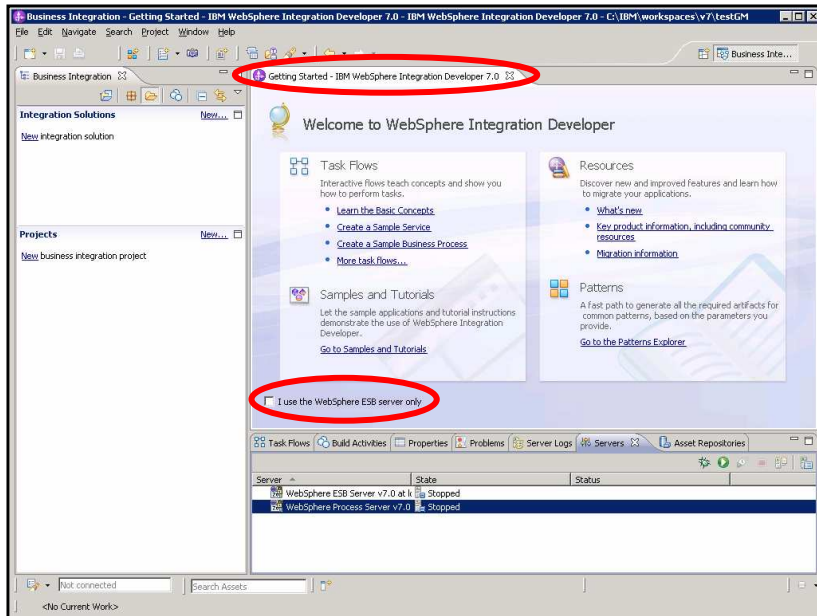 Business Integration - Getting Started - IBM WebSphere Integration Developer 7.0 - IBM WebSphere Integration Developer 7.0 - C:\IBM\workspaces\v7\testGM
File Edit Navigate Search Project Window Help
Business Inte...
Business Integration
Getting Started - IBM WebSphere Integration Developer 7.0
Integration Solutions New...
New integration solution
Projects New...
New business integration project
Welcome to WebSphere Integration Developer
Task Flows
Interactive flows teach concepts and show you
how to perform tasks.
Learn the Basic Concepts
Create a Sample Service
Create a Sample Business Process
More task flows...
Resources
Discover new and improved features and learn how
to migrate your applications.
What's new
Key product information, including community
resources
Migration information
Samples and Tutorials
Let the sample applications and tutorial instructions
demonstrate the use of WebSphere Integration
Developer.
Go to Samples and Tutorials
Patterns
A fast path to generate all the required artifacts for
common patterns, based on the parameters you
provide.
Go to the Patterns Explorer
I use the WebSphere ESB server only
Task Flows Build Activities Properties Problems Server Logs Servers Asset Repositories
Server State Status
WebSphere ESB Server v7.0 at Stopped
WebSphere Process Server v7.0 Stopped
Not connected Search Assets
<No Current Work>